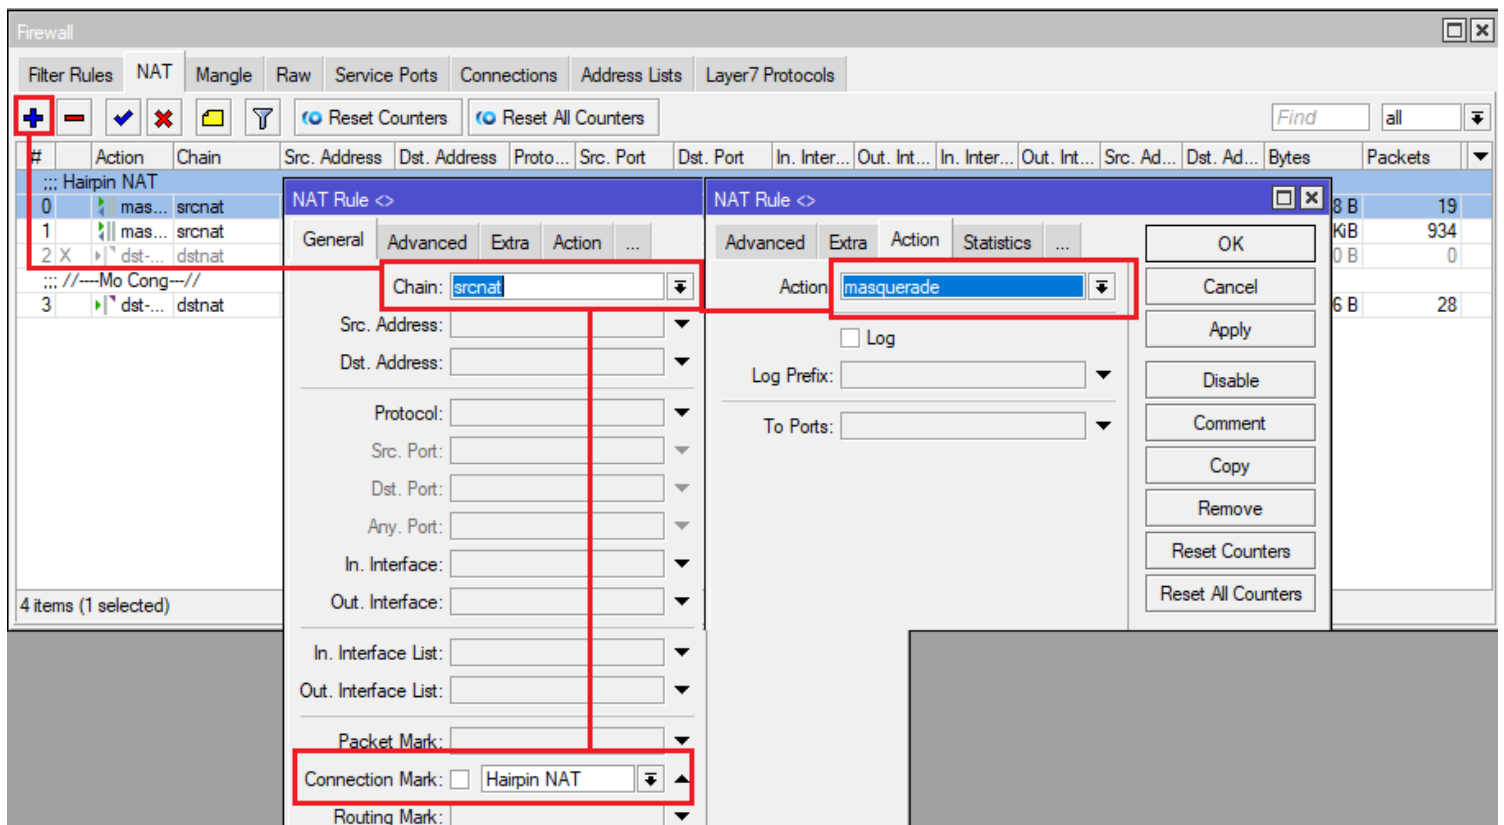 Firewall
Filter Rules NAT Mangle Raw Service Ports Connections Address Lists Layer7 Protocols
Reset Counters Reset All Counters Find all
# Action Chain Src. Address Dst. Address Proto... Src. Port Dst. Port In. Inter... Out. Int... In. Inter... Out. Int... Src. Ad... Dst. Ad... Bytes Packets
;;; Hairpin NAT
0 mas... srcnat 8 B 19
1 mas... srcnat KiB 934
2 X dst-... dstnat 0 B 0
;;; //----Mo Cong---//
3 dst-... dstnat 6 B 28
4 items (1 selected)
NAT Rule <>
General Advanced Extra Action ...
Chain: srcnat
Src. Address:
Dst. Address:
Protocol:
Src. Port:
Dst. Port:
Any. Port:
In. Interface:
Out. Interface:
In. Interface List:
Out. Interface List:
Packet Mark:
Connection Mark: Hairpin NAT
Routing Mark:
NAT Rule <>
Advanced Extra Action Statistics ...
Action masquerade
Log
Log Prefix:
To Ports:
OK
Cancel
Apply
Disable
Comment
Copy
Remove
Reset Counters
Reset All Counters